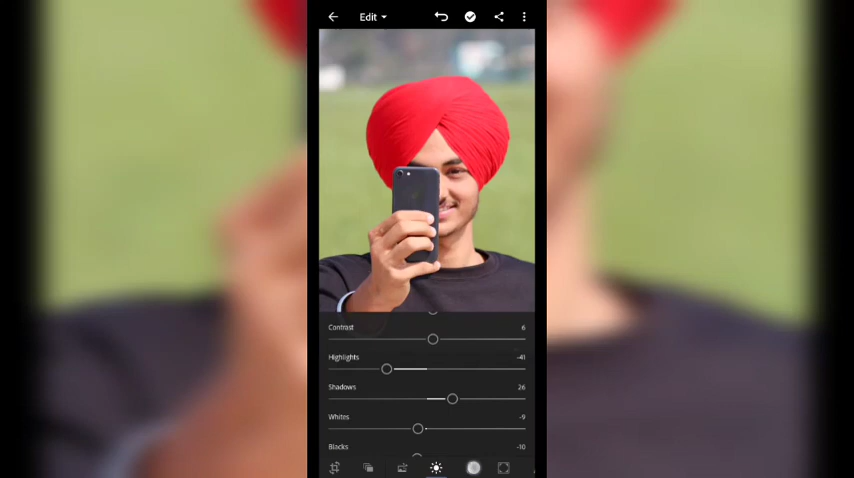 Edit
Contrast 6
Highlights -41
Shadows 26
Whites -9
Blacks -10